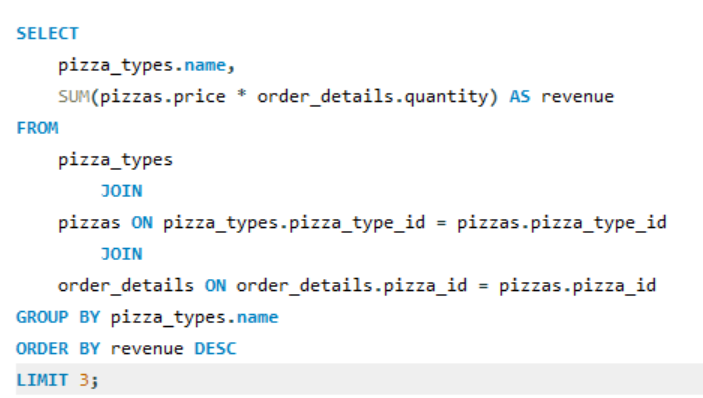 SELECT
    pizza_types.name,
    SUM(pizzas.price * order_details.quantity) AS revenue
FROM
    pizza_types
        JOIN
    pizzas ON pizza_types.pizza_type_id = pizzas.pizza_type_id
        JOIN
    order_details ON order_details.pizza_id = pizzas.pizza_id
GROUP BY pizza_types.name
ORDER BY revenue DESC
LIMIT 3;